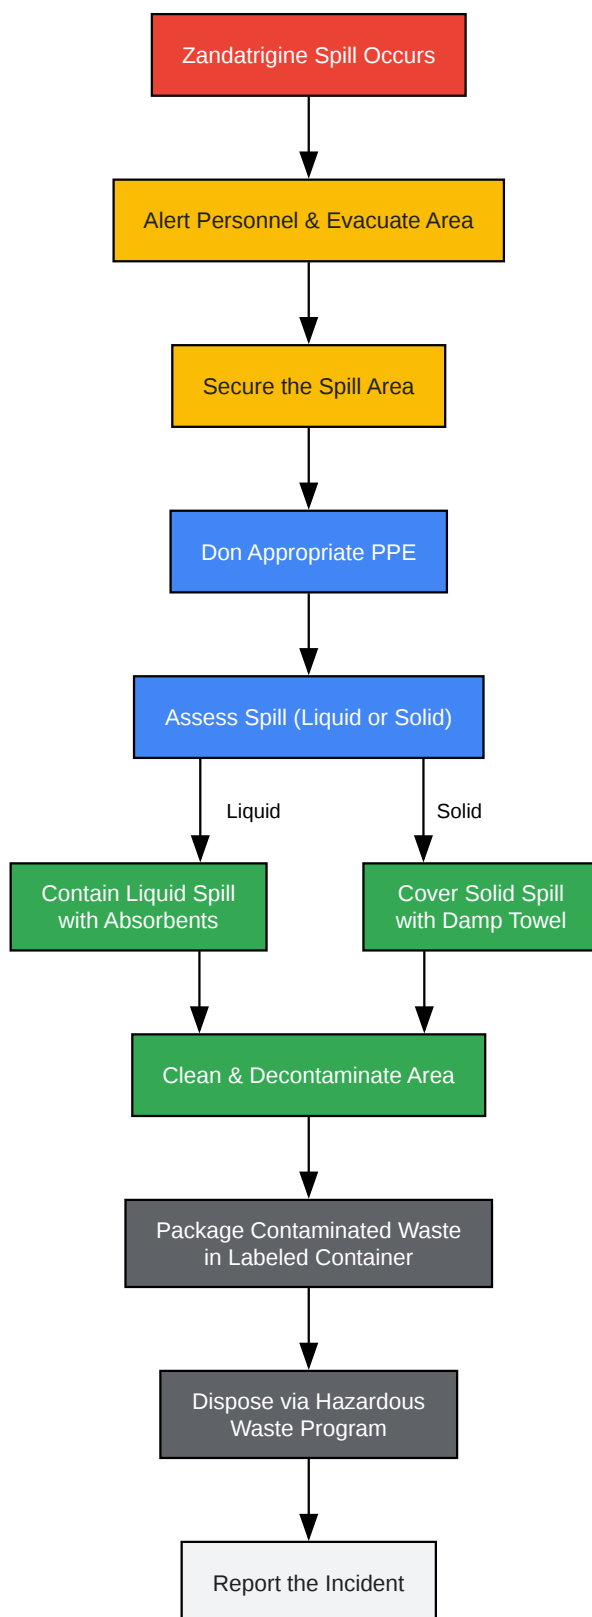 Zandatrigine Spill Occurs
Alert Personnel & Evacuate Area
Secure the Spill Area
Don Appropriate PPE
Assess Spill (Liquid or Solid)
Liquid
Solid
Contain Liquid Spill
with Absorbents
Cover Solid Spill
with Damp Towel
Clean & Decontaminate Area
Package Contaminated Waste
in Labeled Container
Dispose via Hazardous
Waste Program
Report the Incident